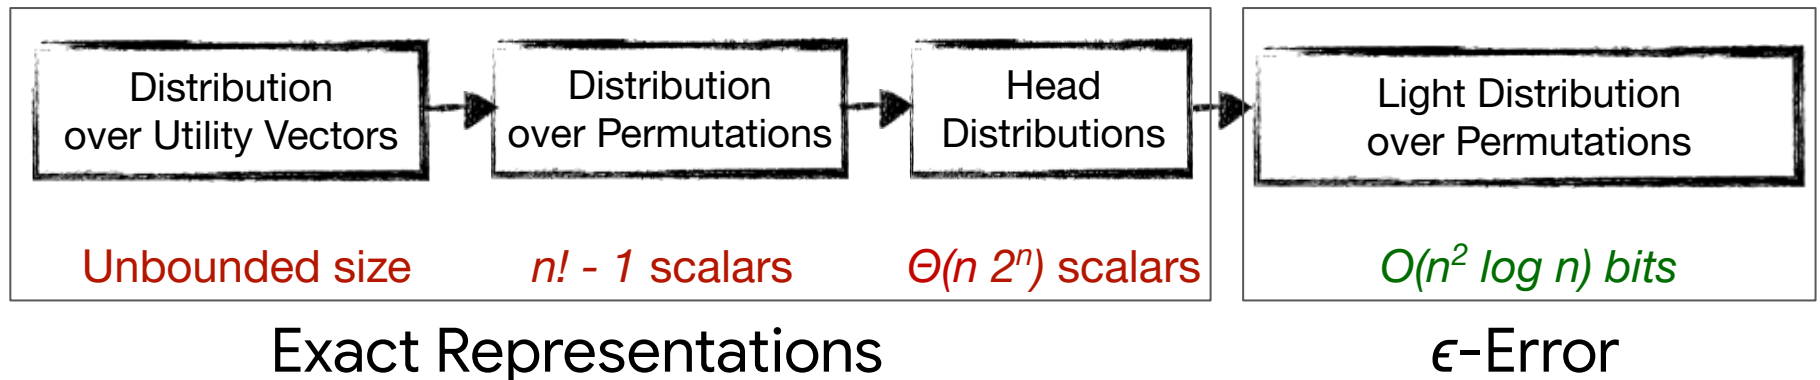 Distribution
over Utility Vectors
Distribution
over Permutations
Head
Distributions
Light Distribution
over Permutations
Unbounded size
n! - 1 scalars
Θ(n 2ⁿ) scalars
O(n² log n) bits
Exact Representations
ϵ-Error